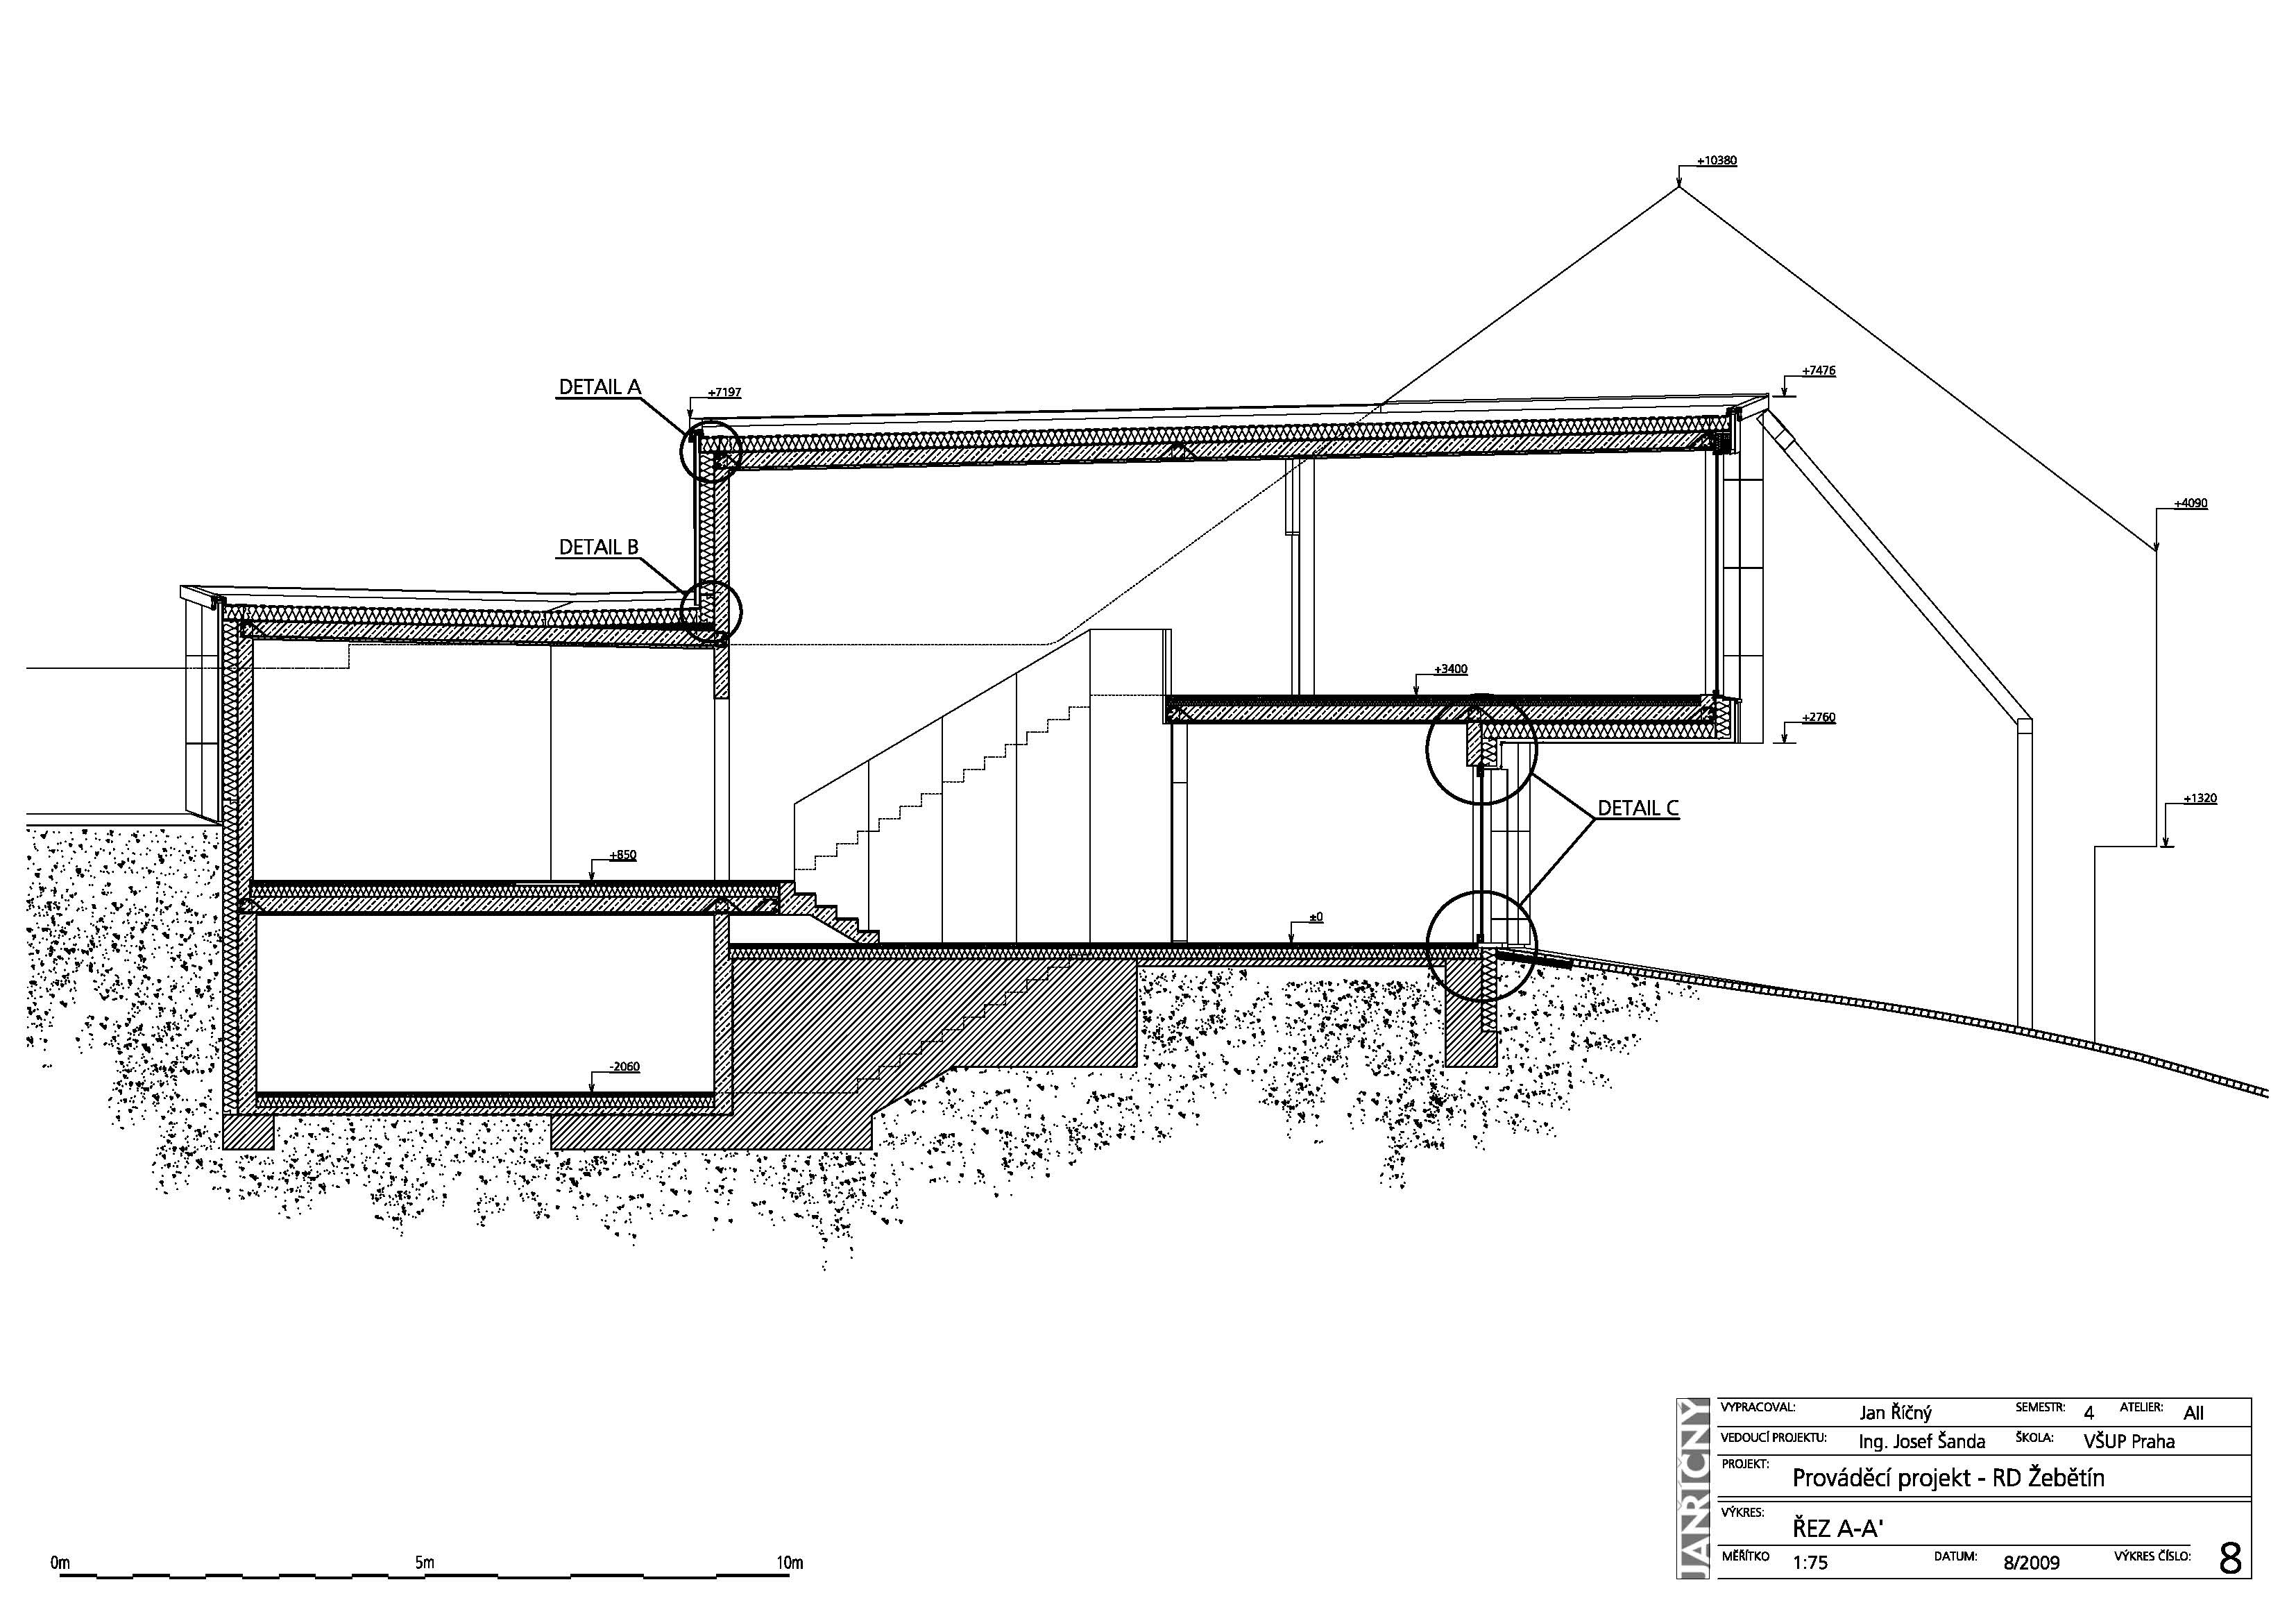 +10380
+7476
DETAIL A
+7197
+4090
DETAIL B
+3400
+2760
DETAIL C
+1320
+850
±0
-2060
JANŘÍČNÝ
VYPRACOVAL: Jan Říčný SEMESTR: 4 ATELIER: AII
VEDOUCÍ PROJEKTU: Ing. Josef Šanda ŠKOLA: VŠUP Praha
PROJEKT: Prováděcí projekt - RD Žebětín
VÝKRES: ŘEZ A-A'
MĚŘÍTKO 1:75 DATUM: 8/2009 VÝKRES ČÍSLO: 8
0m 5m 10m